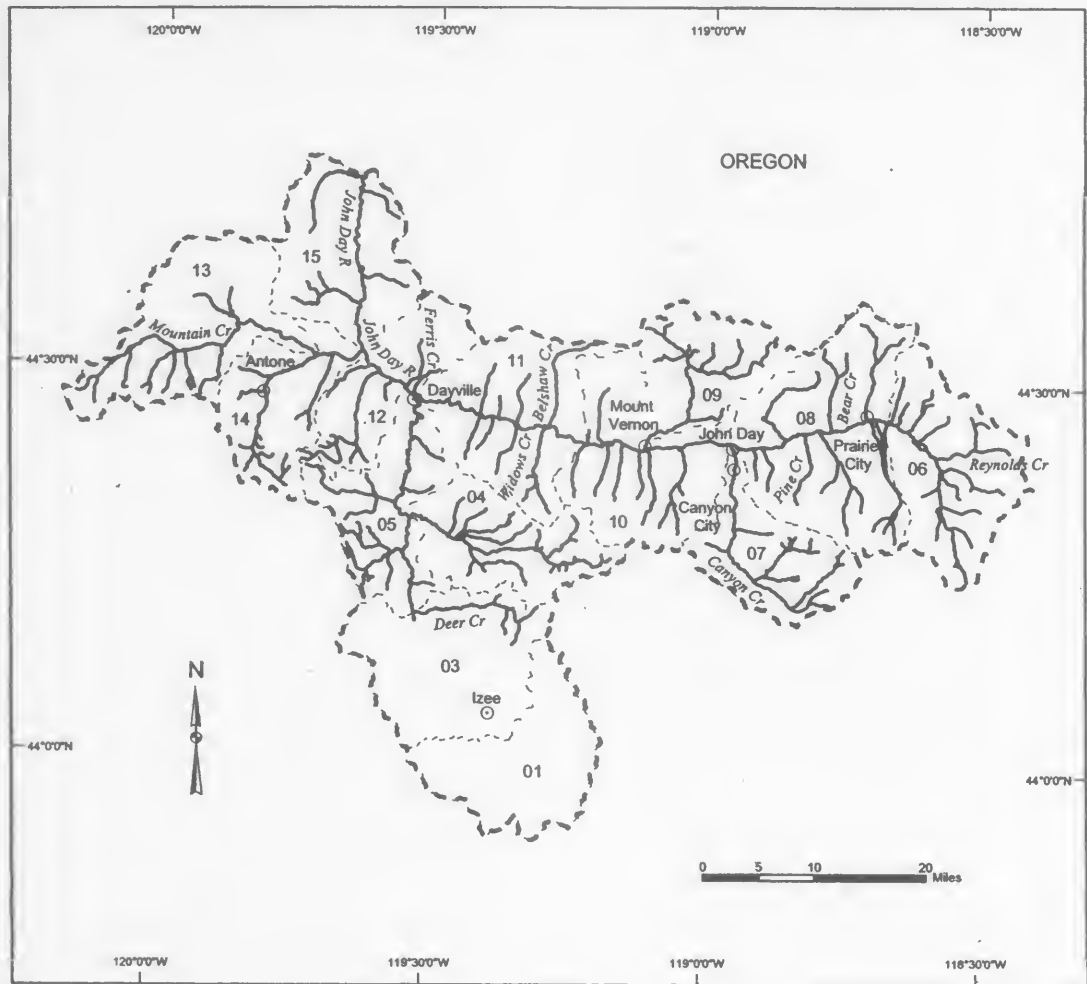 120°0'0"W
119°30'0"W
119°0'0"W
118°30'0"W
OREGON
John Day R
15
13
Mountain Cr
Ferris Cr
John Day R
44°30'0"N
Antone
11
Belshaw Cr
Dayville
44°30'0"N
09
Mount
Vernon
Bear Cr
08
14
12
John Day
Prairie
City
Reynolds Cr
06
Widows Cr
Pine Cr
04
05
10
Canyon
City
07
Canyon Cr
Deer Cr
03
N
Izee
44°0'0"N
01
44°0'0"N
0 5 10 20
Miles
120°0'0"W
119°30'0"W
119°0'0"W
118°30'0"W